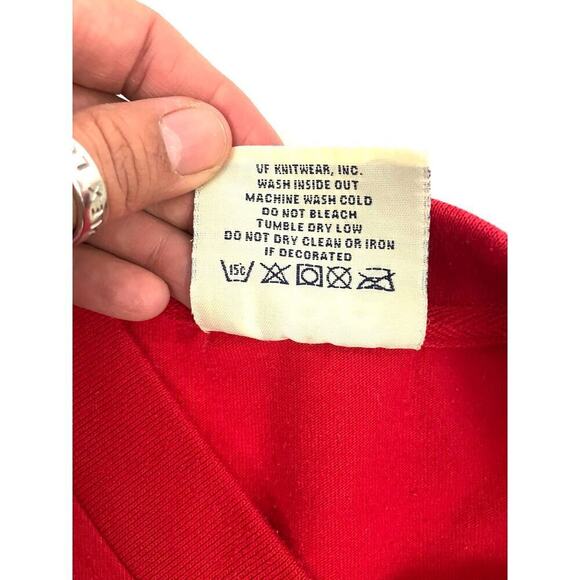 VF KNITWEAR, INC.
WASH INSIDE OUT
MACHINE WASH COLD
DO NOT BLEACH
TUMBLE DRY LOW
DO NOT DRY CLEAN OR IRON
IF DECORATED
15C